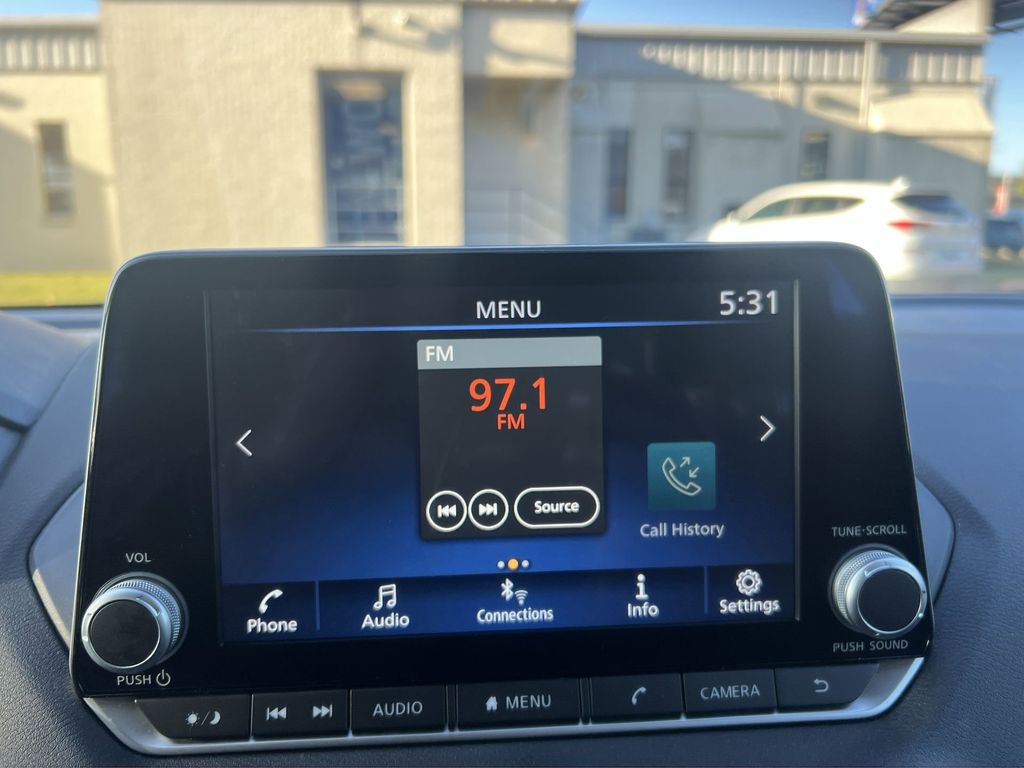 MENU
5:31
FM
97.1
FM
Source
Call History
Phone
Audio
Connections
Info
Settings
VOL
PUSH
TUNE·SCROLL
PUSH SOUND
AUDIO
MENU
CAMERA